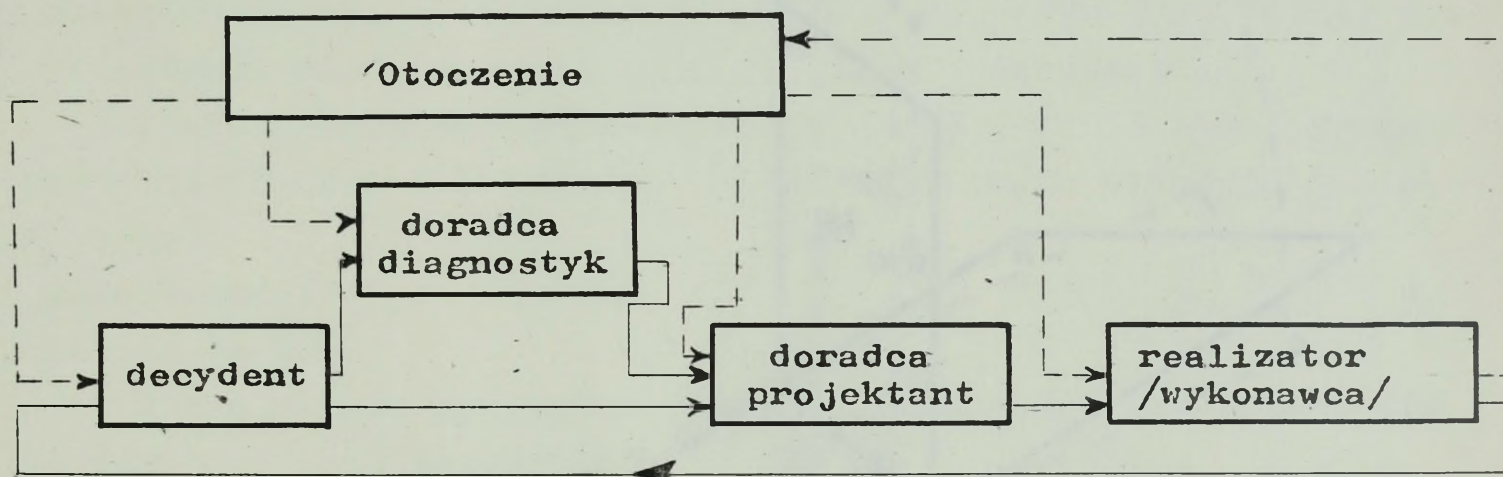 Otoczenie
doradca
diagnostyk
decydent
doradca
projektant
realizator
/wykonawca/